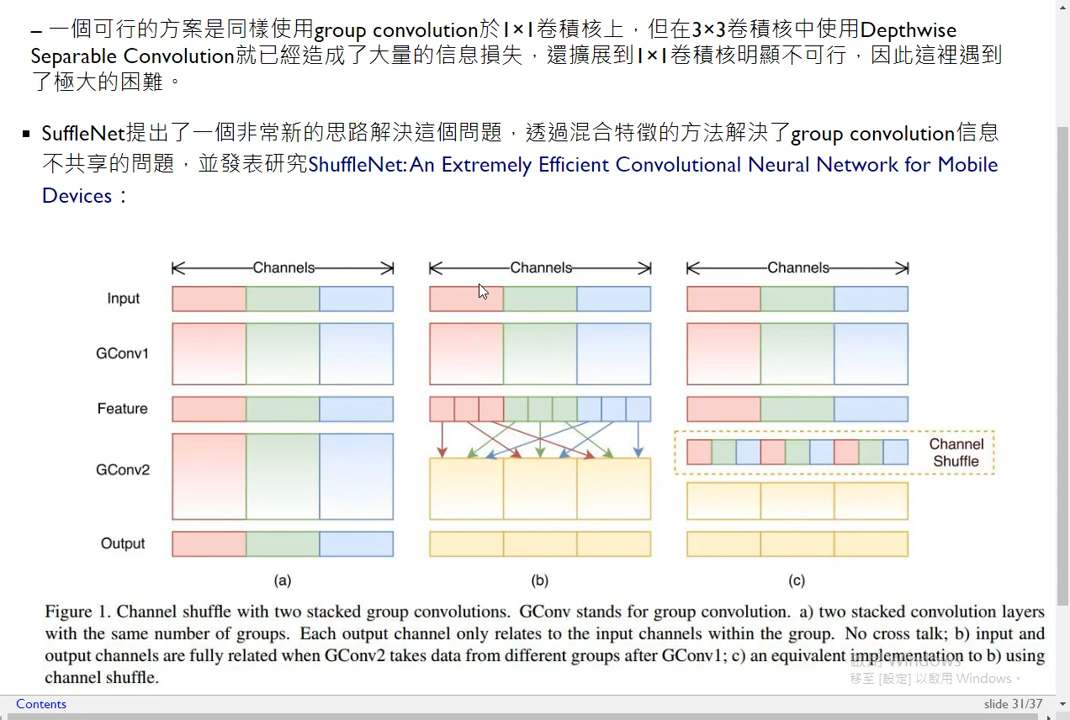 – 一個可行的方案是同樣使用group convolution於1×1卷積核上，但在3×3卷積核中使用Depthwise
Separable Convolution就已經造成了大量的信息損失，還擴展到1×1卷積核明顯不可行，因此這裡遇到
了極大的困難。
▪ SuffleNet提出了一個非常新的思路解決這個問題，透過混合特徵的方法解決了group convolution信息
不共享的問題，並發表研究ShuffleNet: An Extremely Efficient Convolutional Neural Network for Mobile
Devices：
Channels Channels Channels
Input
GConv1
Feature
Channel
Shuffle
GConv2
Output
(a) (b) (c)
Figure 1. Channel shuffle with two stacked group convolutions. GConv stands for group convolution. a) two stacked convolution layers
with the same number of groups. Each output channel only relates to the input channels within the group. No cross talk; b) input and
output channels are fully related when GConv2 takes data from different groups after GConv1; c) an equivalent implementation to b) using
channel shuffle.
啟用 Windows
移至 [設定] 以啟用 Windows。
Contents
slide 31/37